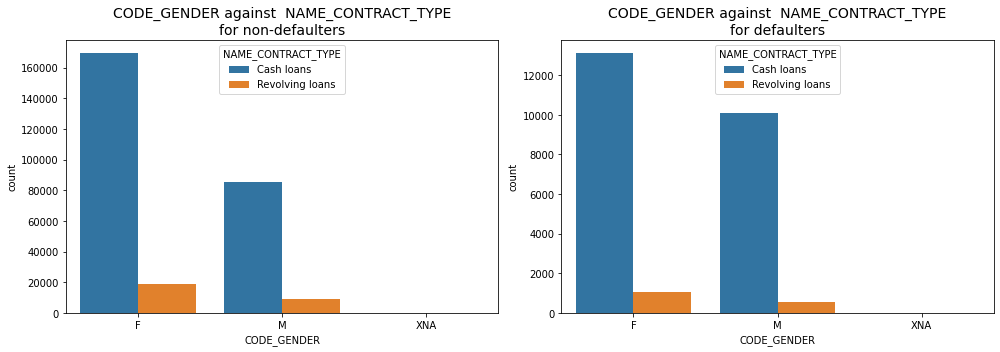 CODE_GENDER against  NAME_CONTRACT_TYPE
for non-defaulters
NAME_CONTRACT_TYPE
Cash loans
Revolving loans
160000
140000
120000
100000
80000
60000
40000
20000
0
count
F
M
XNA
CODE_GENDER
CODE_GENDER against  NAME_CONTRACT_TYPE
for defaulters
NAME_CONTRACT_TYPE
Cash loans
Revolving loans
12000
10000
8000
6000
4000
2000
0
count
F
M
XNA
CODE_GENDER